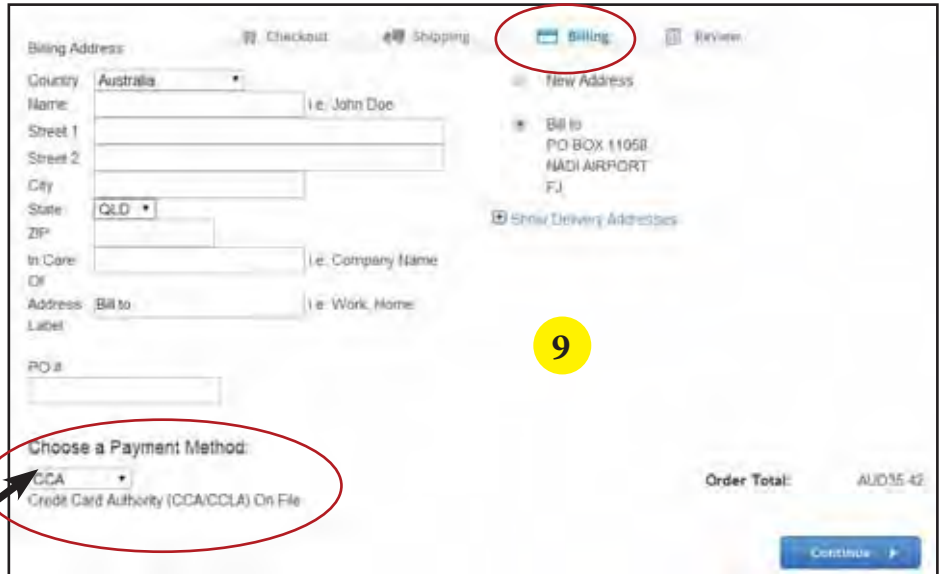 Checkout
Shipping
Billing
Review
Billing Address
Country Australia
Name i.e. John Doe
Street 1
Street 2
City
State QLD
ZIP
In Care Of i.e. Company Name
Address Label Bill to i.e. Work, Home
PO #
New Address
Bill to
PO BOX 11058
NADI AIRPORT
FJ
Show Delivery Addresses
9
Choose a Payment Method:
CCA
Credit Card Authority (CCA/CCLA) On File
Order Total: AUD35.42
Continue